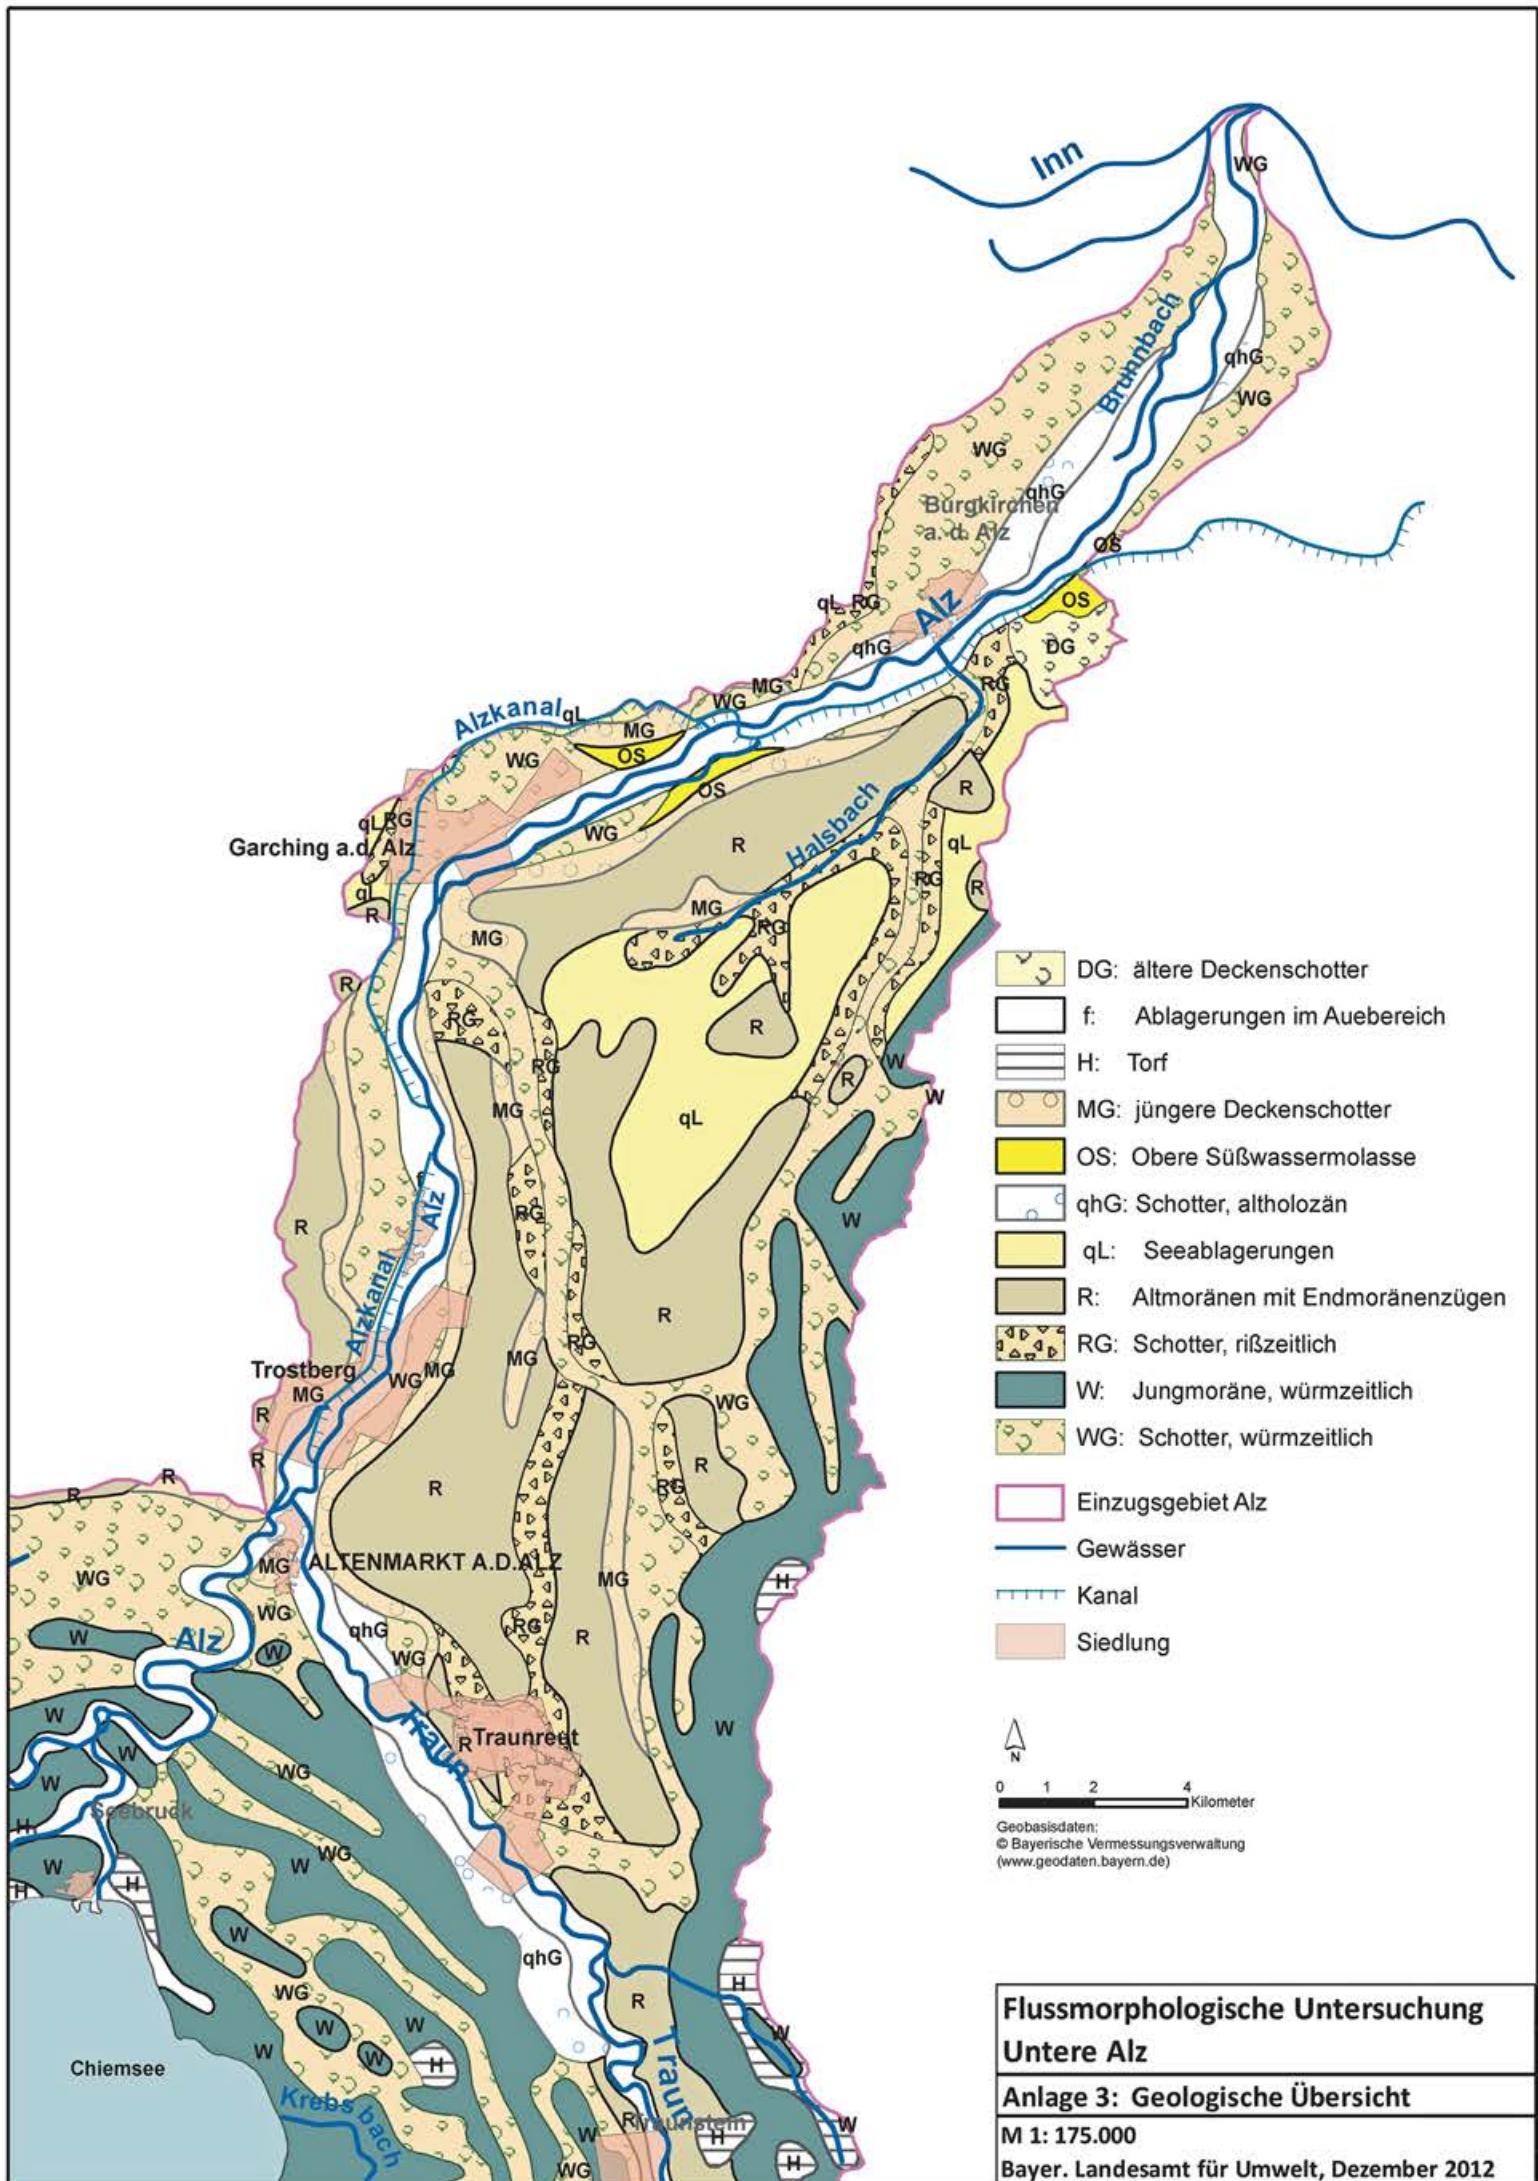 Inn
WG
Brunnbach
qhG
WG
WG
qhG
Burgkirchen
a. d. Alz
OS
qL RG
OS
Alz
qhG
DG
RG
MG
WG
Alzkanal
qL
MG
WG
OS
R
OS
qL RG
WG
Halsbach
Garching a.d. Alz
R
qL
RG
qL
R
R
MG
RG
MG
R
RG
R
RG
W
R
W
MG
qL
f
Alz
RG
W
R
Alzkanal
R
RG
MG
Trostberg
MG
WG
MG
WG
R
R
R
R
R
RG
R
MG
ALTENMARKT A.D.ALZ
WG
MG
H
WG
qhG
RG
R
W
Alz
W
WG
W
W
Traun
R
Traunreut
W
WG
W
H
Seebruck
WG
W
W
H
H
W
qhG
WG
H
R
W
W
W
W
W
H
Chiemsee
Traun
Krebsbach
R
Traunstein
W
H
W
WG
H
DG: ältere Deckenschotter
f: Ablagerungen im Auebereich
H: Torf
MG: jüngere Deckenschotter
OS: Obere Süßwassermolasse
qhG: Schotter, altholozän
qL: Seeablagerungen
R: Altmoränen mit Endmoränenzügen
RG: Schotter, rißzeitlich
W: Jungmoräne, würmzeitlich
WG: Schotter, würmzeitlich
Einzugsgebiet Alz
Gewässer
Kanal
Siedlung
N
0 1 2 4
Kilometer
Geobasisdaten:
© Bayerische Vermessungsverwaltung
(www.geodaten.bayern.de)
Flussmorphologische Untersuchung
Untere Alz
Anlage 3: Geologische Übersicht
M 1: 175.000
Bayer. Landesamt für Umwelt, Dezember 2012